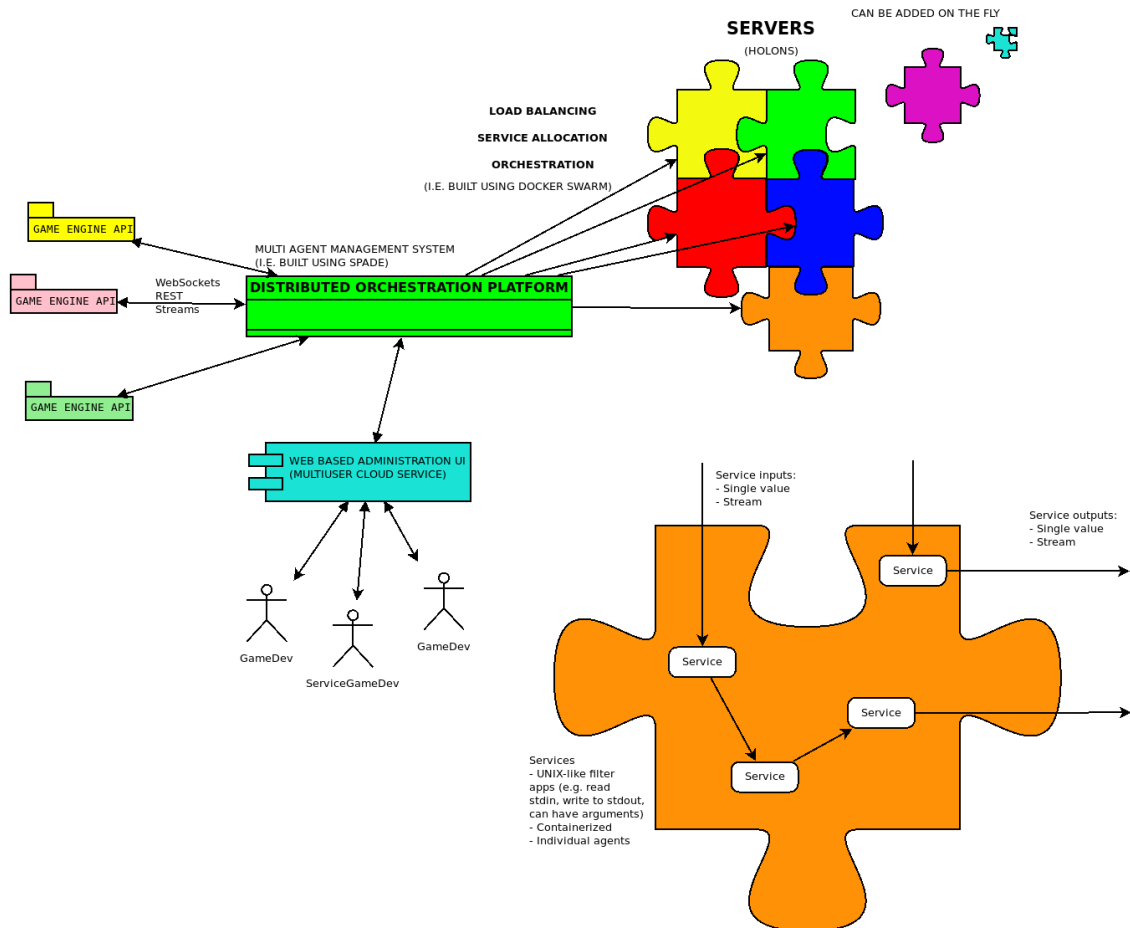 CAN BE ADDED ON THE FLY
SERVERS
(HOLONS)
LOAD BALANCING
SERVICE ALLOCATION
ORCHESTRATION
(I.E. BUILT USING DOCKER SWARM)
GAME ENGINE API
MULTI AGENT MANAGEMENT SYSTEM
(I.E. BUILT USING SPADE)
DISTRIBUTED ORCHESTRATION PLATFORM
GAME ENGINE API
WebSockets
REST
Streams
GAME ENGINE API
WEB BASED ADMINISTRATION UI
(MULTIUSER CLOUD SERVICE)
GameDev
ServiceGameDev
GameDev
Service inputs:
- Single value
- Stream
Service outputs:
- Single value
- Stream
Service
Service
Service
Service
Services
- UNIX-like filter
apps (e.g. read
stdin, write to stdout,
can have arguments)
- Containerized
- Individual agents